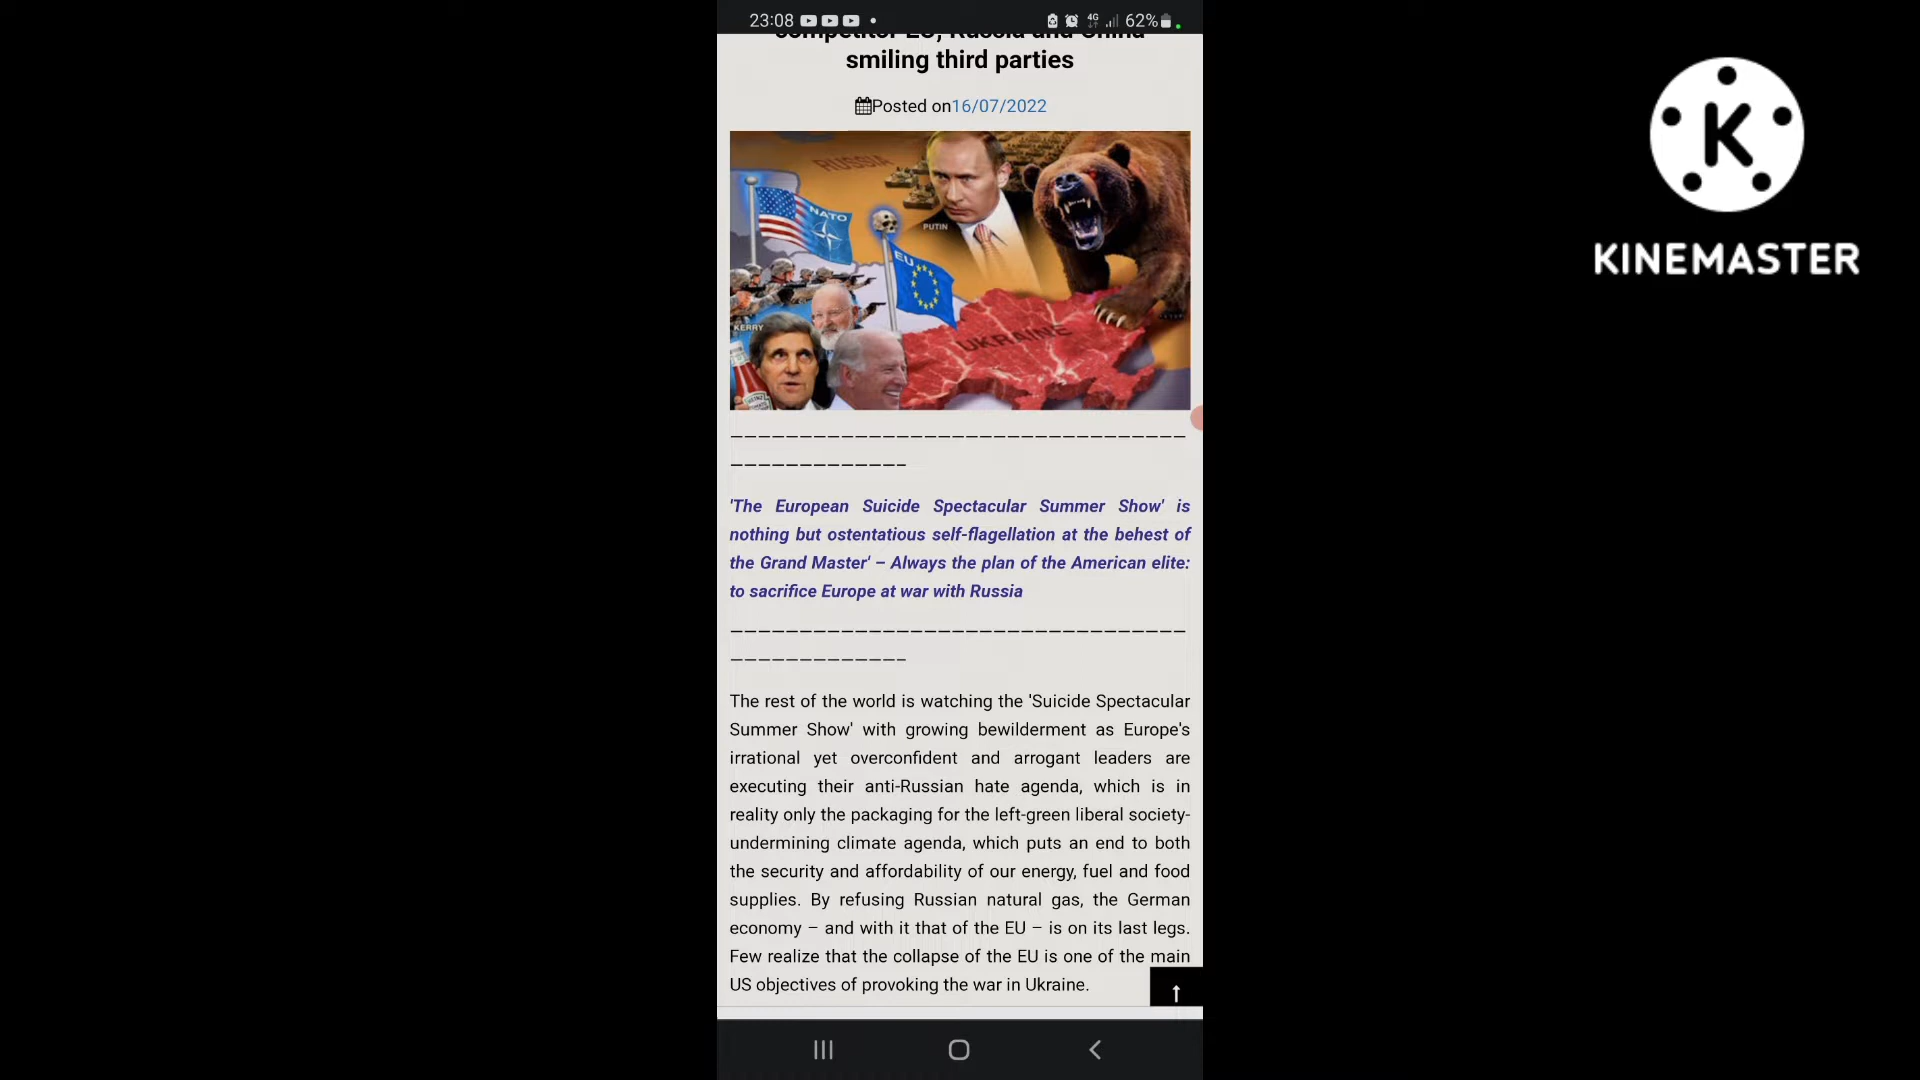 23:08
4G
62%
competitor EU, Russia and China
smiling third parties
Posted on16/07/2022
RUSSIA
NATO
PUTIN
EU
KERRY
UKRAINE
HEINZ
'The European Suicide Spectacular Summer Show' is
nothing but ostentatious self-flagellation at the behest of
the Grand Master' – Always the plan of the American elite:
to sacrifice Europe at war with Russia
The rest of the world is watching the 'Suicide Spectacular
Summer Show' with growing bewilderment as Europe's
irrational yet overconfident and arrogant leaders are
executing their anti-Russian hate agenda, which is in
reality only the packaging for the left-green liberal society-
undermining climate agenda, which puts an end to both
the security and affordability of our energy, fuel and food
supplies. By refusing Russian natural gas, the German
economy – and with it that of the EU – is on its last legs.
Few realize that the collapse of the EU is one of the main
US objectives of provoking the war in Ukraine.
K
KINEMASTER